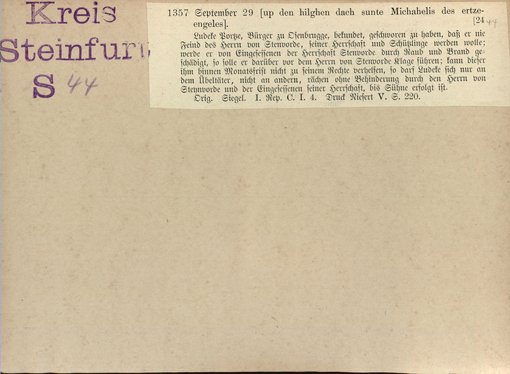 Kreis
Steinfurt
S 44
1357 September 29 [up den hilghen dach sunte Michahelis des ertze-
engeles]. [24 44
Ludeke Portze, Bürger zu Osenbrugge, bekundet, geschworen zu haben, daß er nie
Feind des Herrn von Stenvorde, seiner Herrschaft und Schützlinge werden wolle;
werde er von Eingesessenen der Herrschaft Stenvorde durch Raub und Brand ge-
schädigt, so solle er darüber vor dem Herrn von Stenvorde Klage führen; kann dieser
ihm binnen Monatsfrist nicht zu seinem Rechte verhelfen, so darf Ludeke sich nur an
dem Übeltäter, nicht an andern, rächen ohne Behinderung durch den Herrn von
Stenvorde und der Eingesessenen seiner Herrschaft, bis Sühne erfolgt ist.
Orig. Siegel. I. Rep. C. I. 4. Druck Niesert V. S. 220.